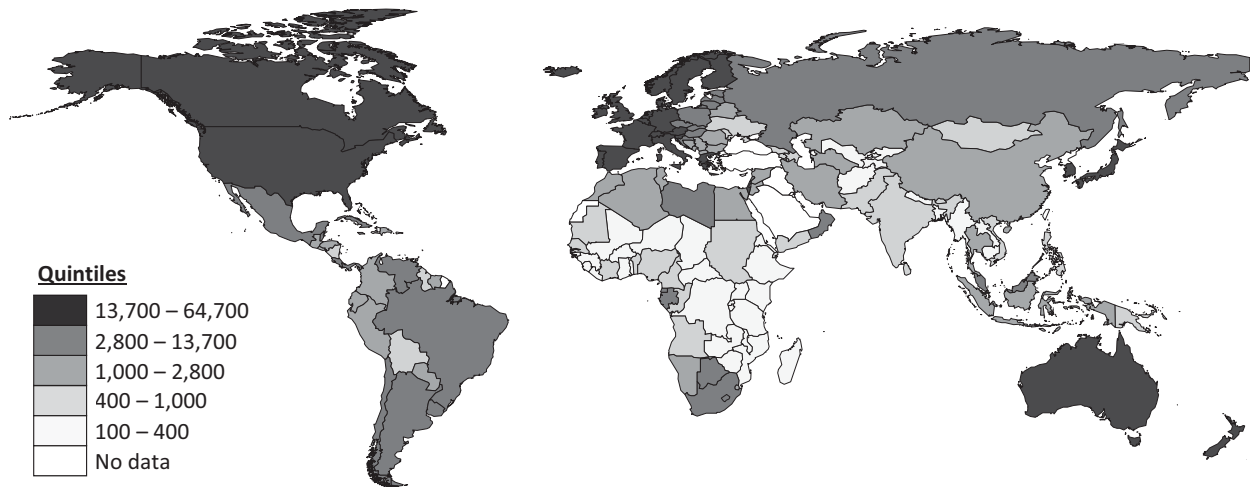 Quintiles
13,700 – 64,700
2,800 – 13,700
1,000 – 2,800
400 – 1,000
100 – 400
No data